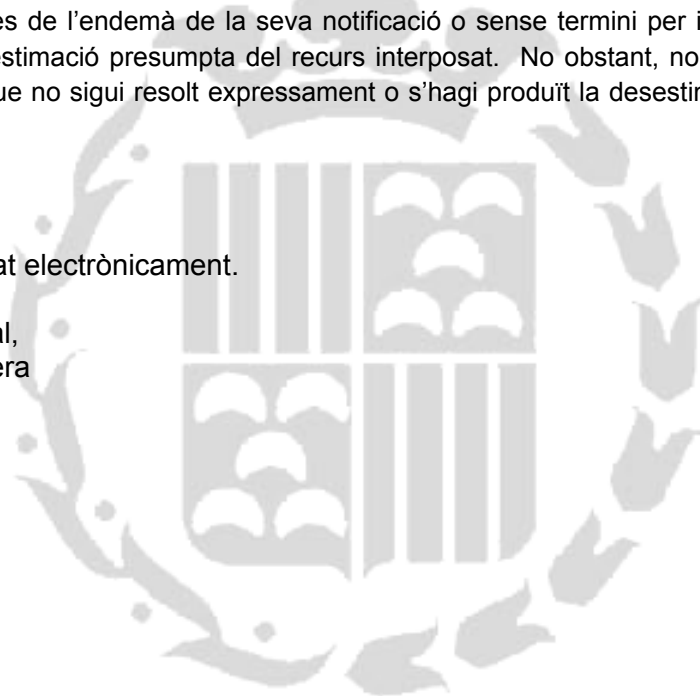 es de l’endemà de la seva notificació o sense termini per i
estimació presumpta del recurs interposat. No obstant, no
ue no sigui resolt expressament o s’hagi produït la desestin
at electrònicament.
al,
era